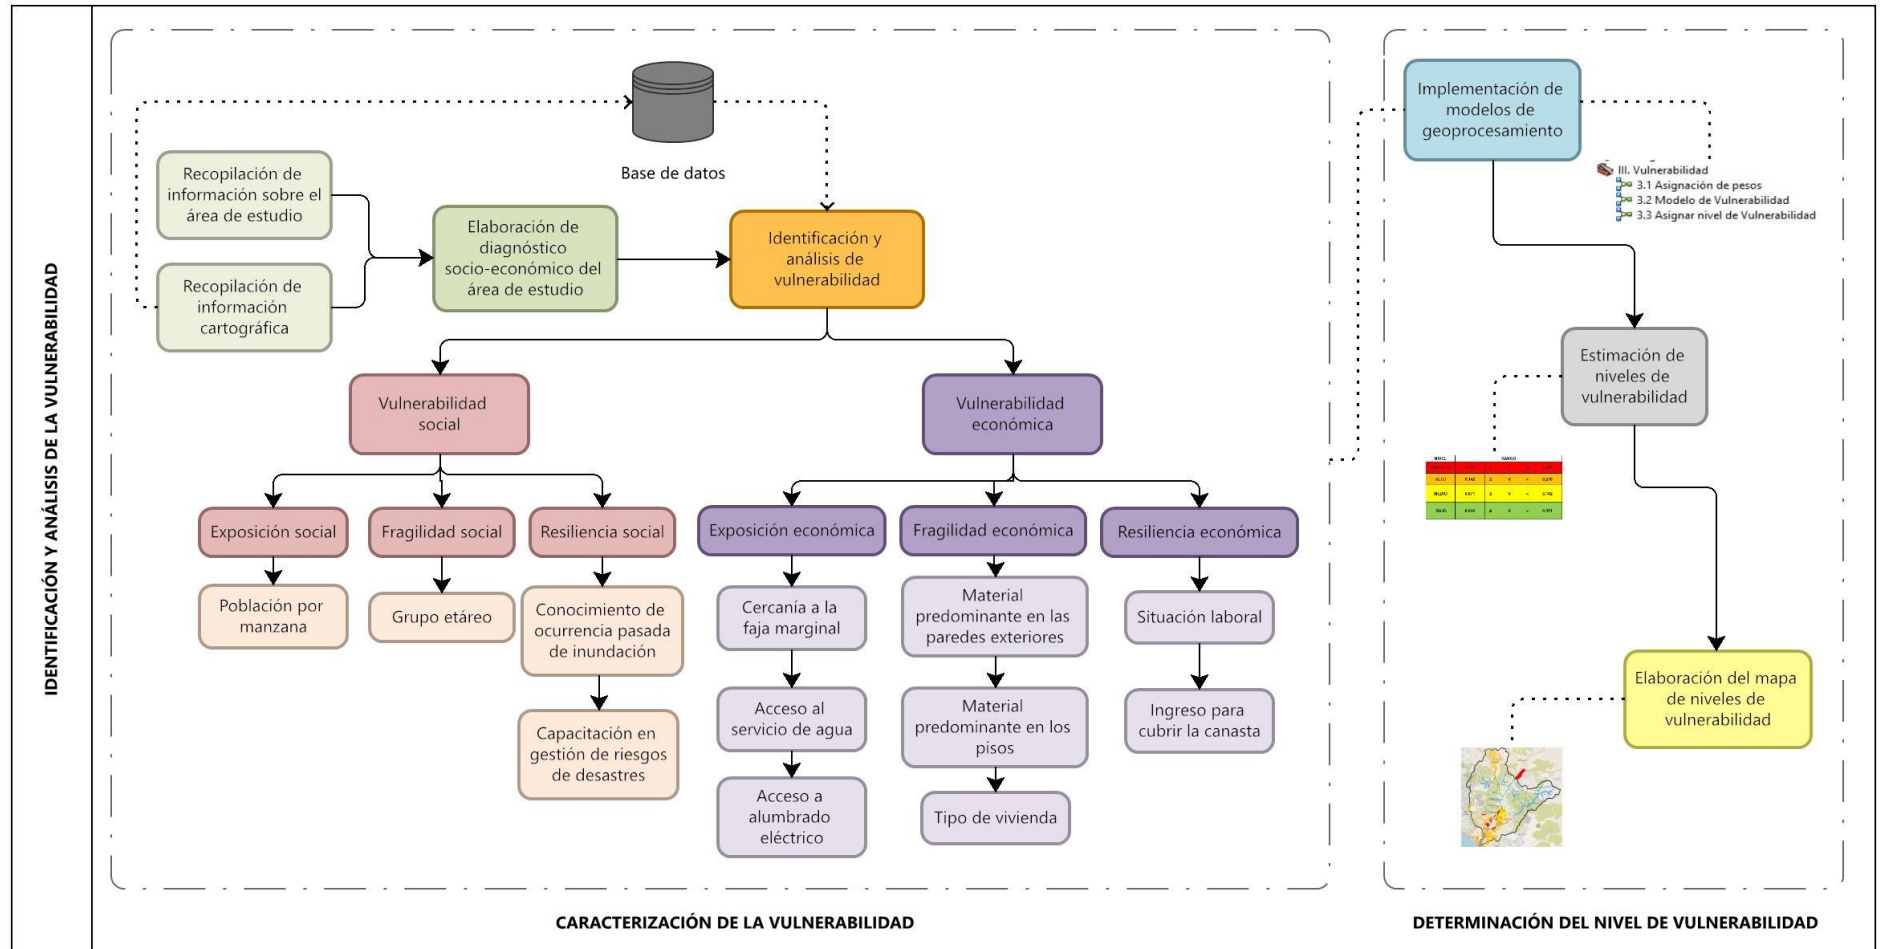 IDENTIFICACIÓN Y ANÁLISIS DE LA VULNERABILIDAD
Base de datos
Recopilación de
información sobre el
área de estudio
Recopilación de
información
cartográfica
Elaboración de
diagnóstico
socio-económico del
área de estudio
Identificación y
análisis de
vulnerabilidad
Vulnerabilidad
social
Vulnerabilidad
económica
Exposición social
Fragilidad social
Resiliencia social
Exposición económica
Fragilidad económica
Resiliencia económica
Población por
manzana
Grupo etáreo
Conocimiento de
ocurrencia pasada
de inundación
Capacitación en
gestión de riesgos
de desastres
Cercanía a la
faja marginal
Acceso al
servicio de agua
Acceso a
alumbrado
eléctrico
Material
predominante en las
paredes exteriores
Material
predominante en los
pisos
Tipo de vivienda
Situación laboral
Ingreso para
cubrir la canasta
CARACTERIZACIÓN DE LA VULNERABILIDAD
Implementación de
modelos de
geoprocesamiento
III. Vulnerabilidad
3.1 Asignación de pesos
3.2 Modelo de Vulnerabilidad
3.3 Asignar nivel de Vulnerabilidad
Estimación de
niveles de
vulnerabilidad
NIVEL RANGO
ALTO
MEDIO
BAJO
Elaboración del mapa
de niveles de
vulnerabilidad
DETERMINACIÓN DEL NIVEL DE VULNERABILIDAD